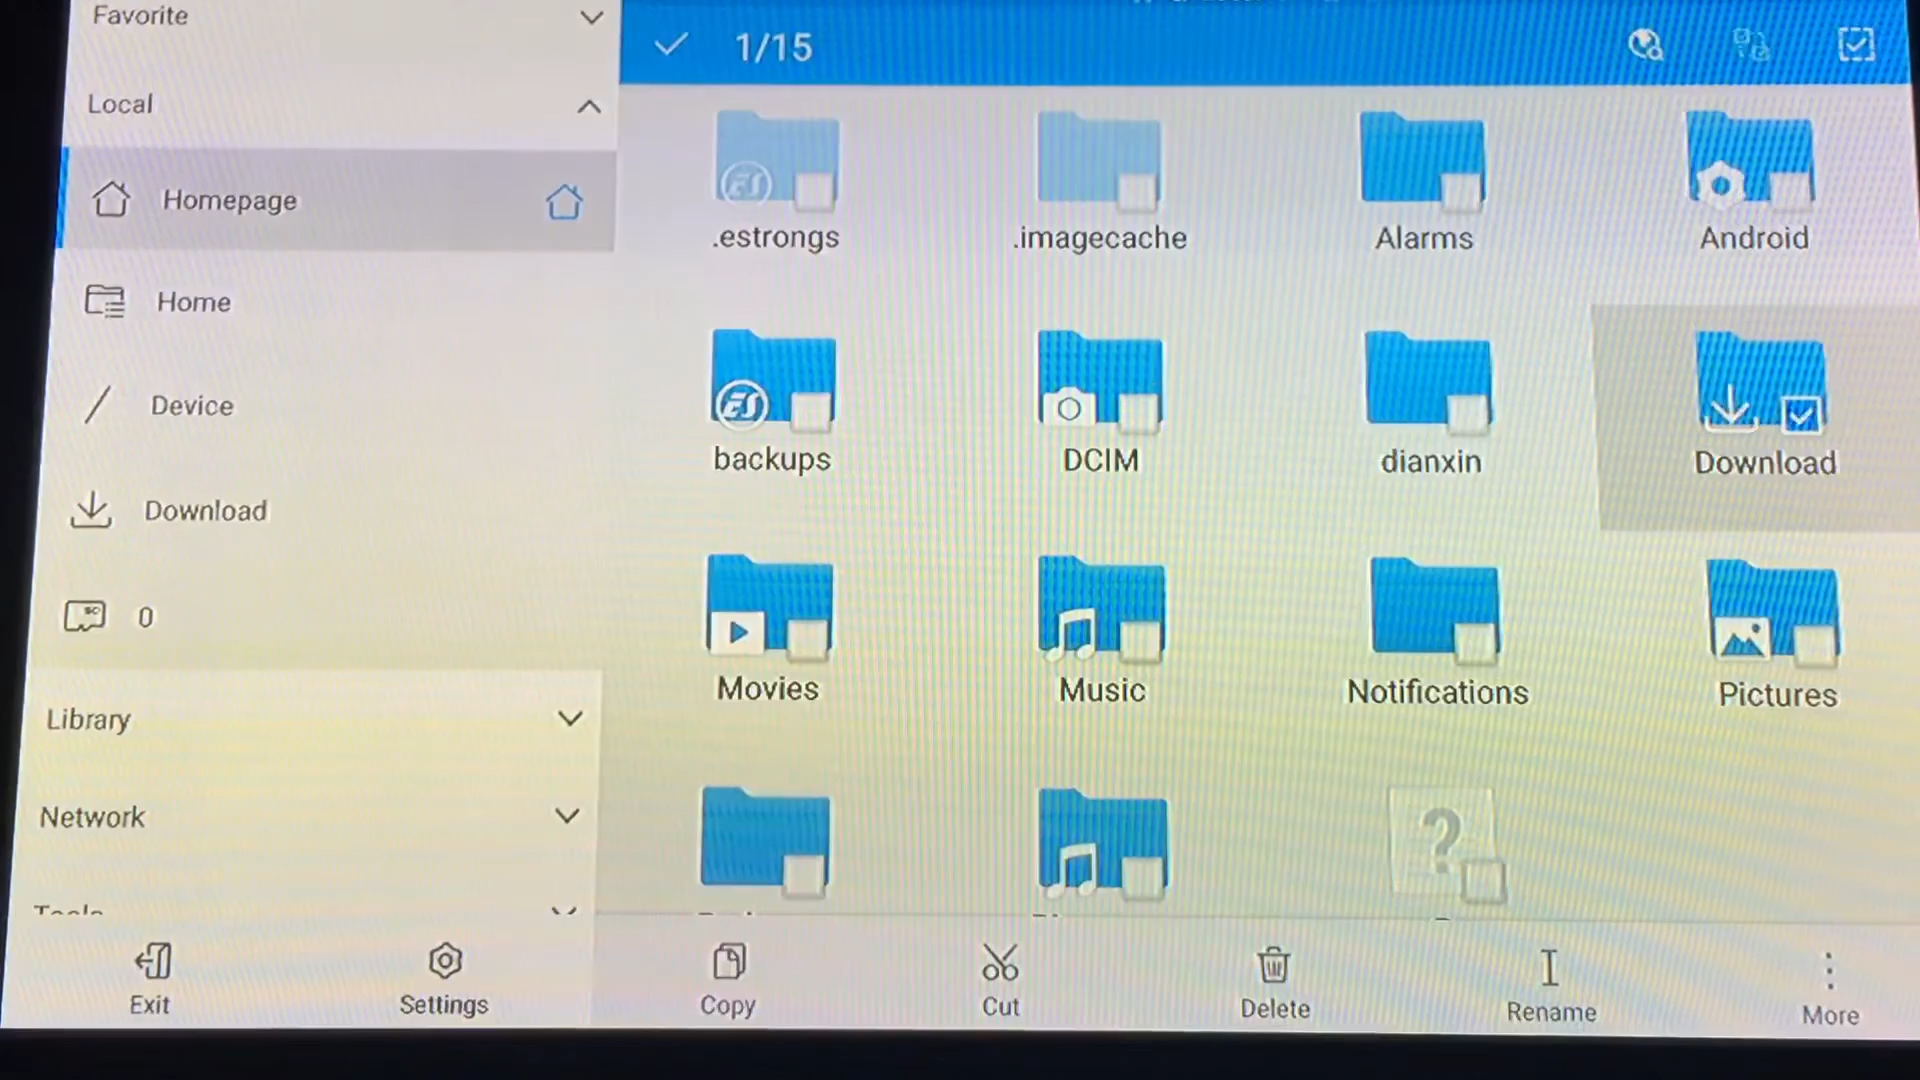 Favorite
1/15
Local
Homepage
.estrongs
.imagecache
Alarms
Android
Home
Device
backups
DCIM
dianxin
Download
Download
0
Movies
Music
Notifications
Pictures
Library
Network
Tools
Exit
Settings
Copy
Cut
Delete
Rename
More